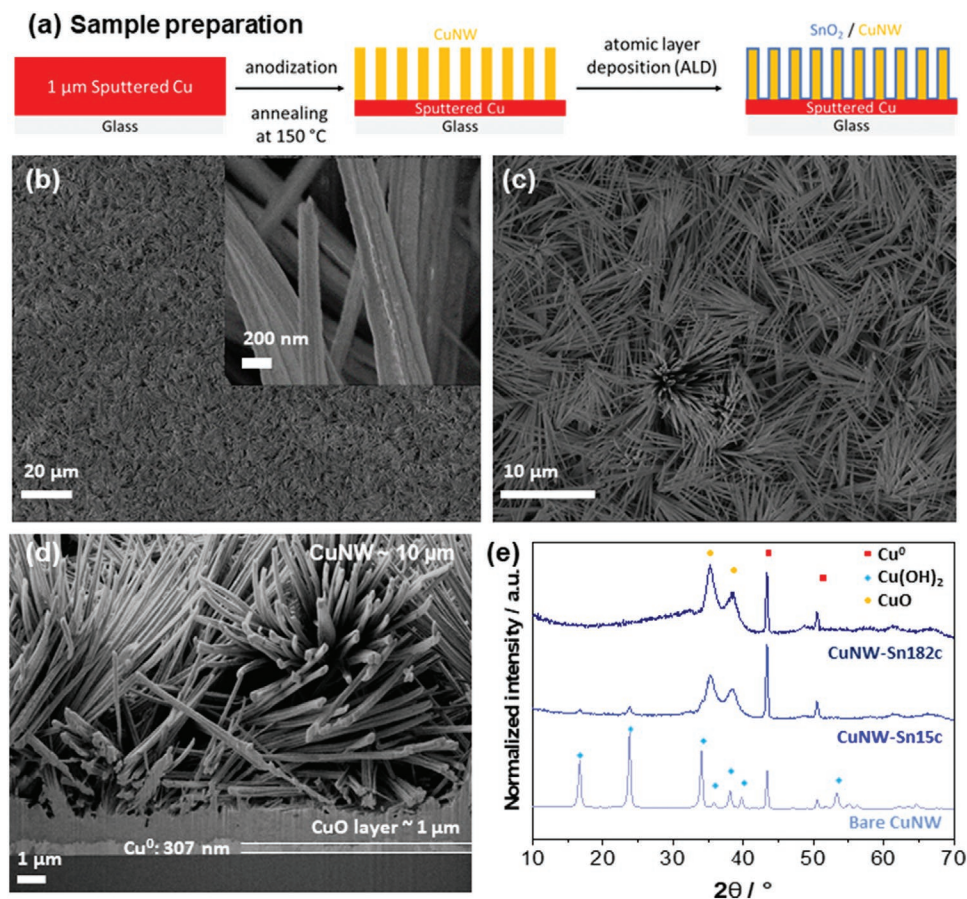 (a) Sample preparation
1 μm Sputtered Cu
Glass
anodization
annealing
at 150 °C
CuNW
Sputtered Cu
Glass
atomic layer
deposition (ALD)
SnO₂ / CuNW
Sputtered Cu
Glass
(b)
200 nm
20 μm
(c)
10 μm
(d)
CuNW ~ 10 μm
CuO layer ~ 1 μm
Cu⁰: 307 nm
1 μm
(e)
Cu⁰
Cu(OH)₂
CuO
CuNW-Sn182c
CuNW-Sn15c
Bare CuNW
Normalized intensity / a.u.
10 20 30 40 50 60 70
2θ / °